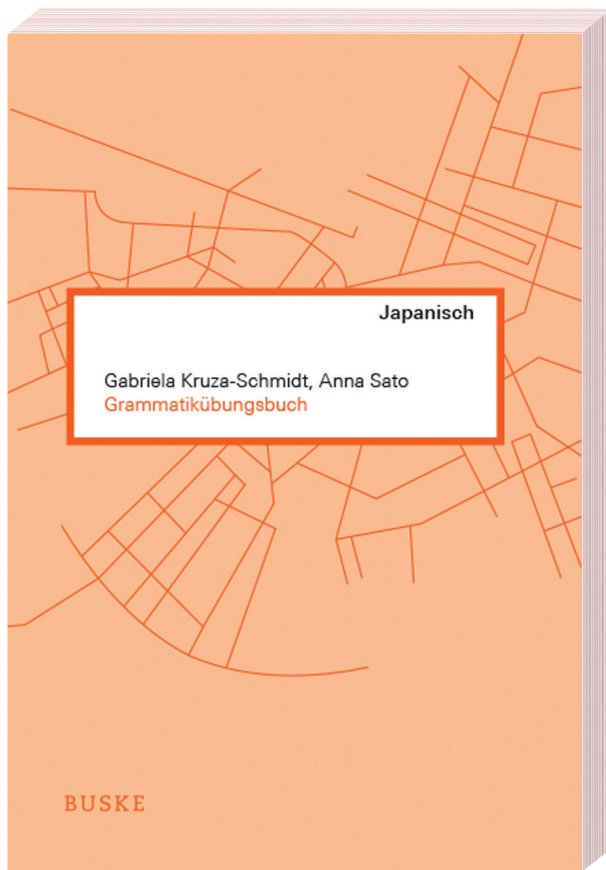 Japanisch
Gabriela Kruza-Schmidt, Anna Sato
Grammatikübungsbuch
BUSKE